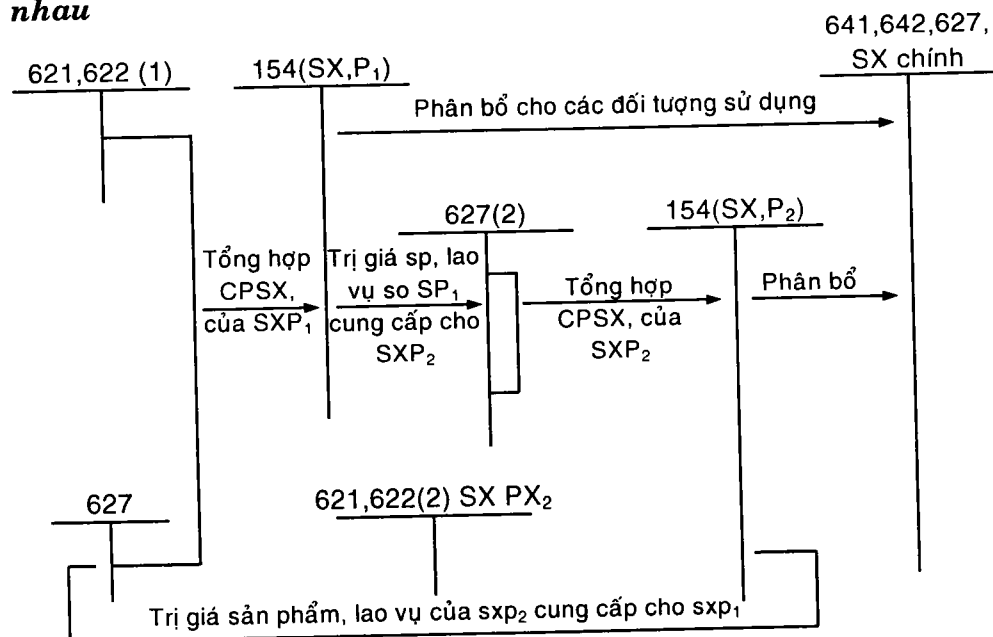 nhau
641,642,627,
SX chính
621,622 (1)
154(SX,P₁)
Phân bổ cho các đối tượng sử dụng
627(2)
154(SX,P₂)
Tổng hợp
CPSX,
của SXP₁
Trị giá sp, lao
vụ so SP₁
cung cấp cho
SXP₂
Tổng hợp
CPSX, của
SXP₂
Phân bổ
627
621,622(2) SX PX₂
Trị giá sản phẩm, lao vụ của sxp₂ cung cấp cho sxp₁